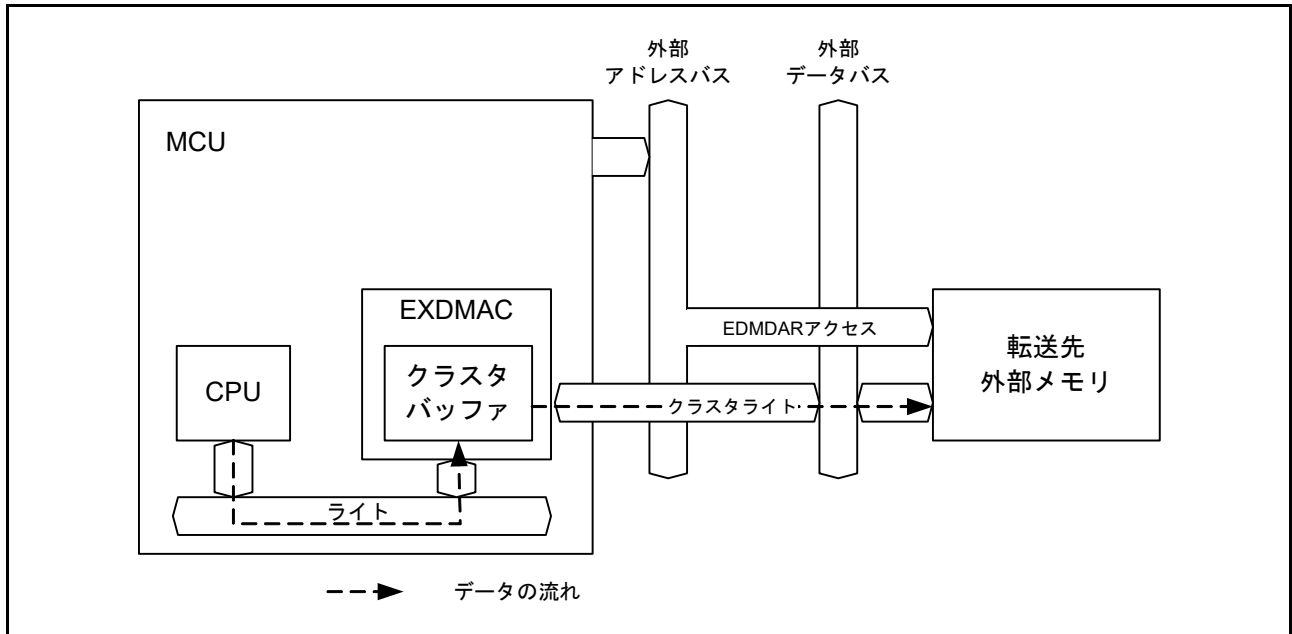 外部
アドレスバス
外部
データバス
MCU
EXDMAC
EDMDARアクセス
転送先
外部メモリ
CPU
クラスタ
バッファ
クラスタライト
ライト
データの流れ